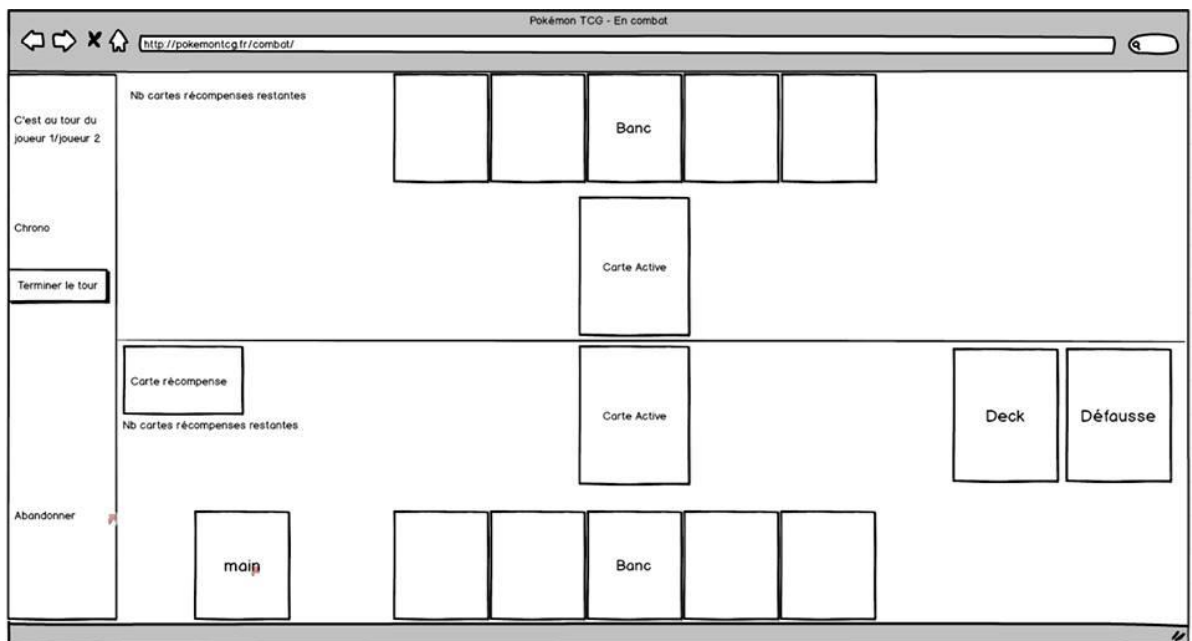 Pokémon TCG - En combat
http://pokemontcg.fr/combat/
C'est au tour du
joueur 1/joueur 2
Chrono
Terminer le tour
Abandonner
Nb cartes récompenses restantes
Banc
Carte Active
Carte récompense
Nb cartes récompenses restantes
Carte Active
Deck
Défausse
main
Banc